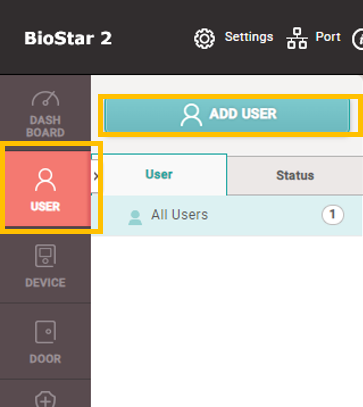 BioStar 2
Settings
Port
DASH
BOARD
ADD USER
USER
User
Status
All Users
1
DEVICE
DOOR